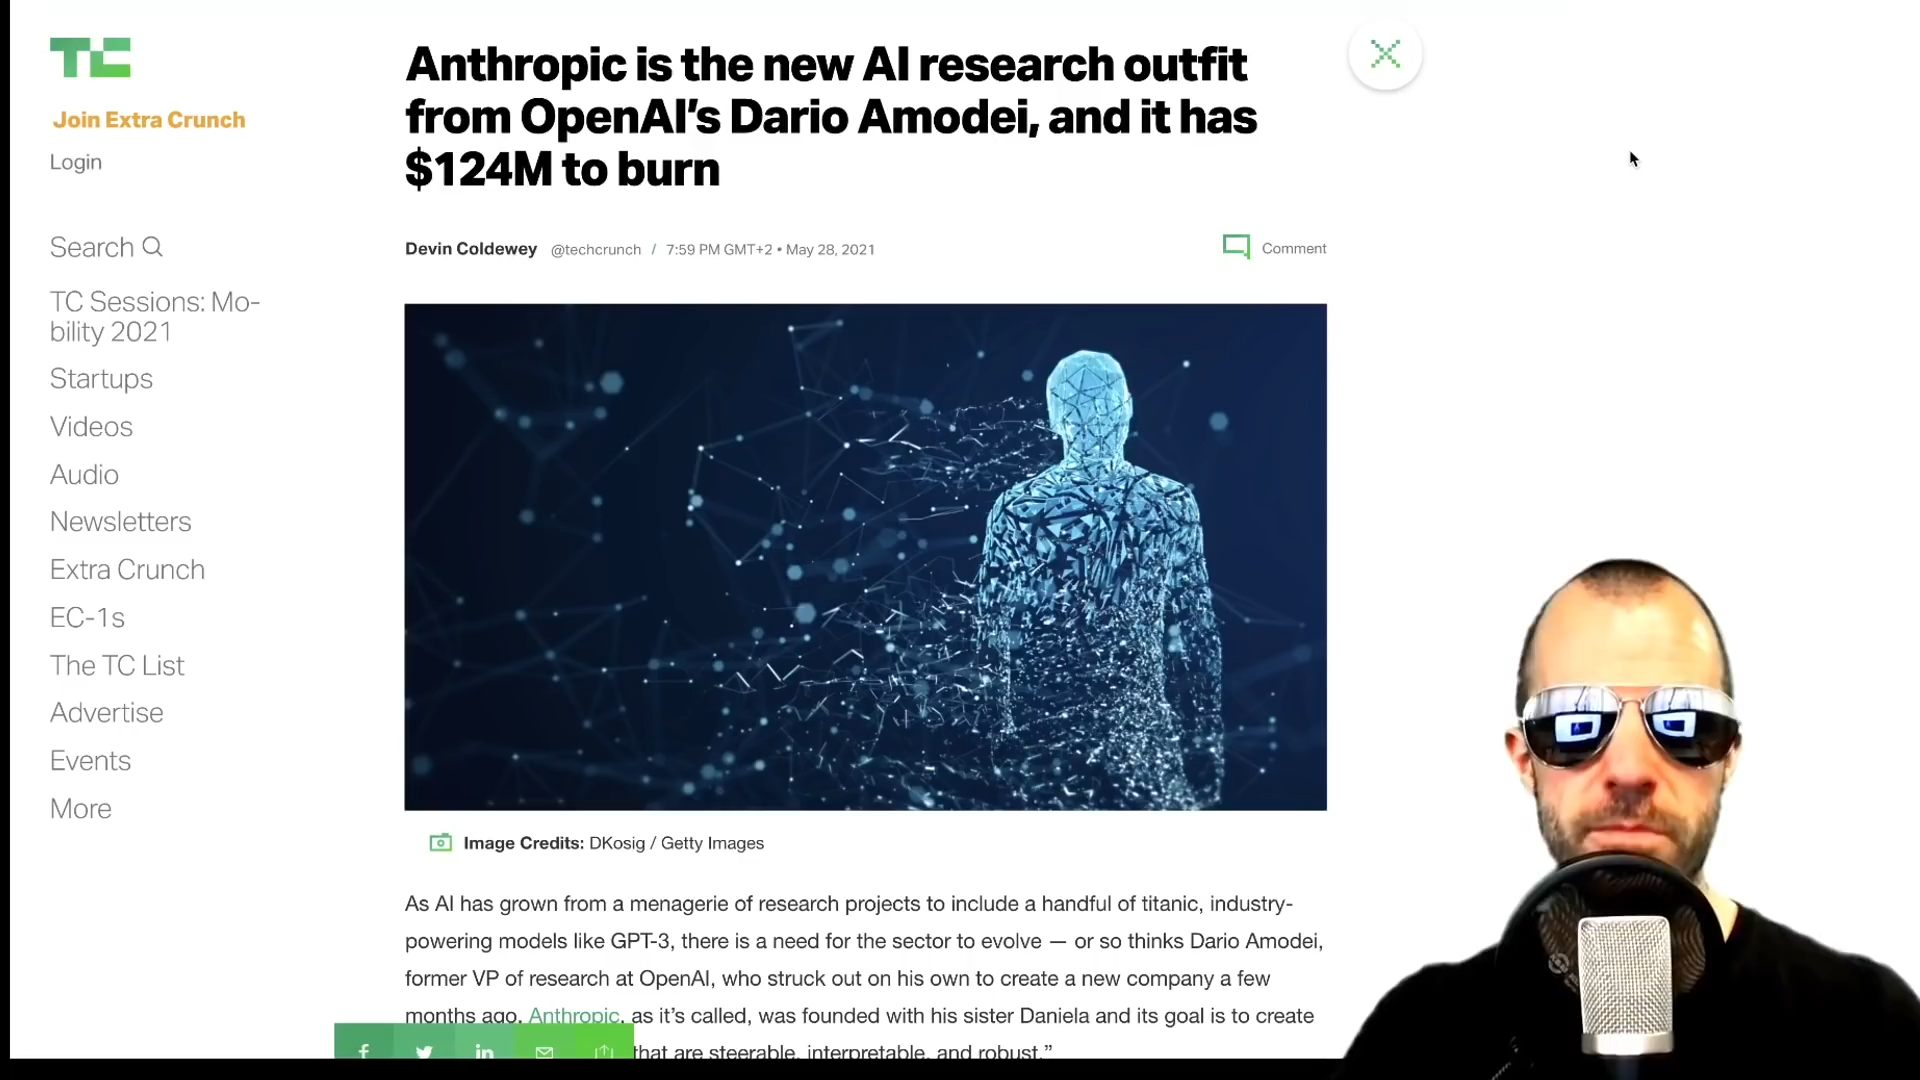 TC
Join Extra Crunch
Login
Search
TC Sessions: Mo-
bility 2021
Startups
Videos
Audio
Newsletters
Extra Crunch
EC-1s
The TC List
Advertise
Events
More
Anthropic is the new AI research outfit
from OpenAI’s Dario Amodei, and it has
$124M to burn
Devin Coldewey @techcrunch / 7:59 PM GMT+2 • May 28, 2021
Comment
Image Credits: DKosig / Getty Images
As AI has grown from a menagerie of research projects to include a handful of titanic, industry-
powering models like GPT-3, there is a need for the sector to evolve — or so thinks Dario Amodei,
former VP of research at OpenAI, who struck out on his own to create a new company a few
months ago. Anthropic, as it’s called, was founded with his sister Daniela and its goal is to create
that are steerable, interpretable, and robust.”